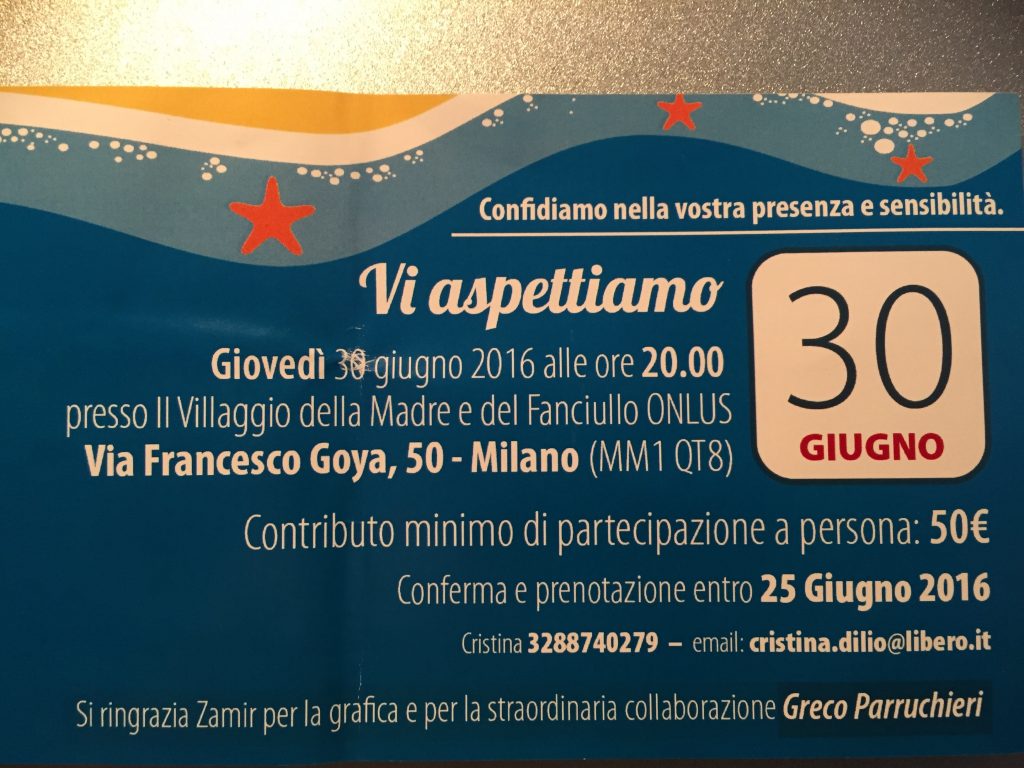 Confidiamo nella vostra presenza e sensibilità.
Vi aspettiamo
Giovedì 30 giugno 2016 alle ore 20.00
presso Il Villaggio della Madre e del Fanciullo ONLUS
Via Francesco Goya, 50 - Milano (MM1 QT8)
30
GIUGNO
Contributo minimo di partecipazione a persona: 50€
Conferma e prenotazione entro 25 Giugno 2016
Cristina 3288740279 – email: cristina.dilio@libero.it
Si ringrazia Zamir per la grafica e per la straordinaria collaborazione Greco Parruchieri